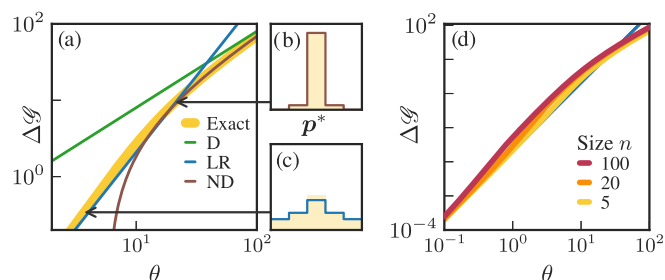 10²
(a)
Δ𝒢
10⁰
Exact
D
LR
ND
10¹
10²
θ
(b)
p*
(c)
10²
(d)
Δ𝒢
Size n
100
20
5
10⁻⁴
10⁻¹
10⁰
10¹
10²
θ